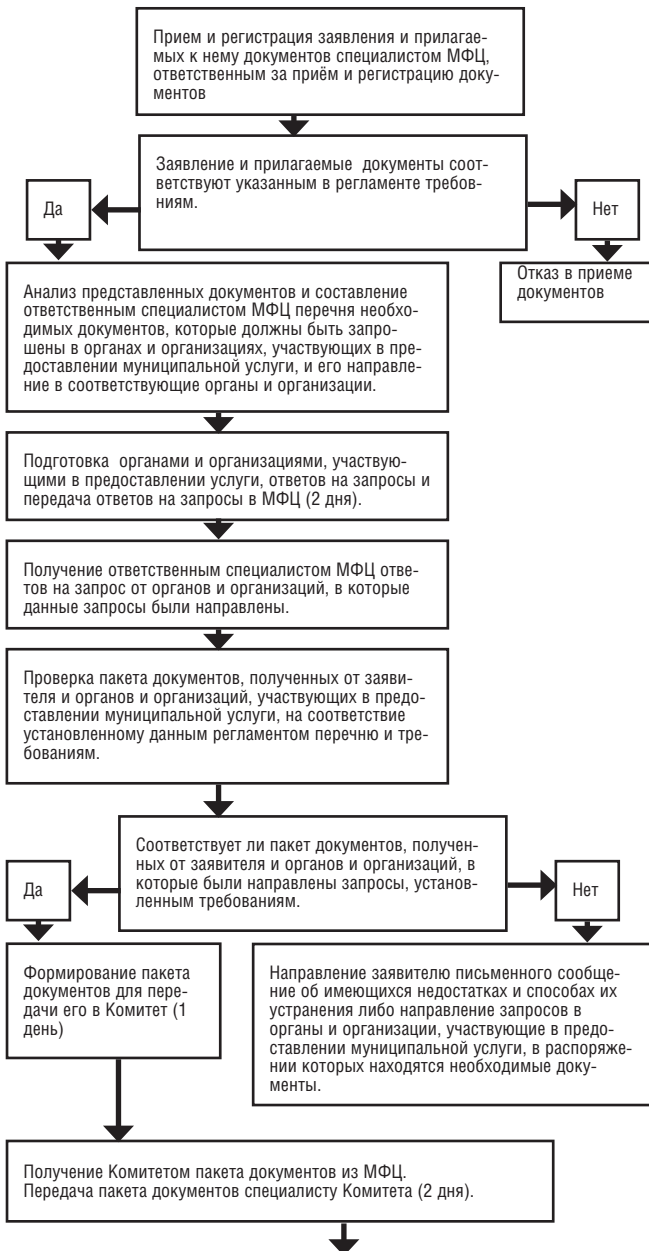 Прием и регистрация заявления и прилагае-
мых к нему документов специалистом МФЦ,
ответственным за приём и регистрацию доку-
ментов
Заявление и прилагаемые документы соот-
ветствуют указанным в регламенте требов-
ниям.
Да
Нет
Анализ представленных документов и составление
ответственным специалистом МФЦ перечня необхо-
димых документов, которые должны быть запро-
шены в органах и организациях, участвующих в пре-
доставлении муниципальной услуги, и его направле-
ние в соответствующие органы и организации.
Отказ в приеме
документов
Подготовка органами и организациями, участвую-
щими в предоставлении услуги, ответов на запросы и
передача ответов на запросы в МФЦ (2 дня).
Получение ответственным специалистом МФЦ отве-
тов на запрос от органов и организаций, в которые
данные запросы были направлены.
Проверка пакета документов, полученных от заяви-
теля и органов и организаций, участвующих в предо-
ставлении муниципальной услуги, на соответствие
установленному данным регламентом перечню и тре-
бованиям.
Соответствует ли пакет документов, получен-
ных от заявителя и органов и организаций, в
которые были направлены запросы, установ-
ленным требованиям.
Да
Нет
Формирование пакета
документов для пере-
дачи его в Комитет (1
день)
Направление заявителю письменного сообще-
ние об имеющихся недостатках и способах их
устранения либо направление запросов в
органы и организации, участвующие в предо-
ставлении муниципальной услуги, в распоряже-
нии которых находятся необходимые доку-
менты.
Получение Комитетом пакета документов из МФЦ.
Передача пакета документов специалисту Комитета (2 дня).